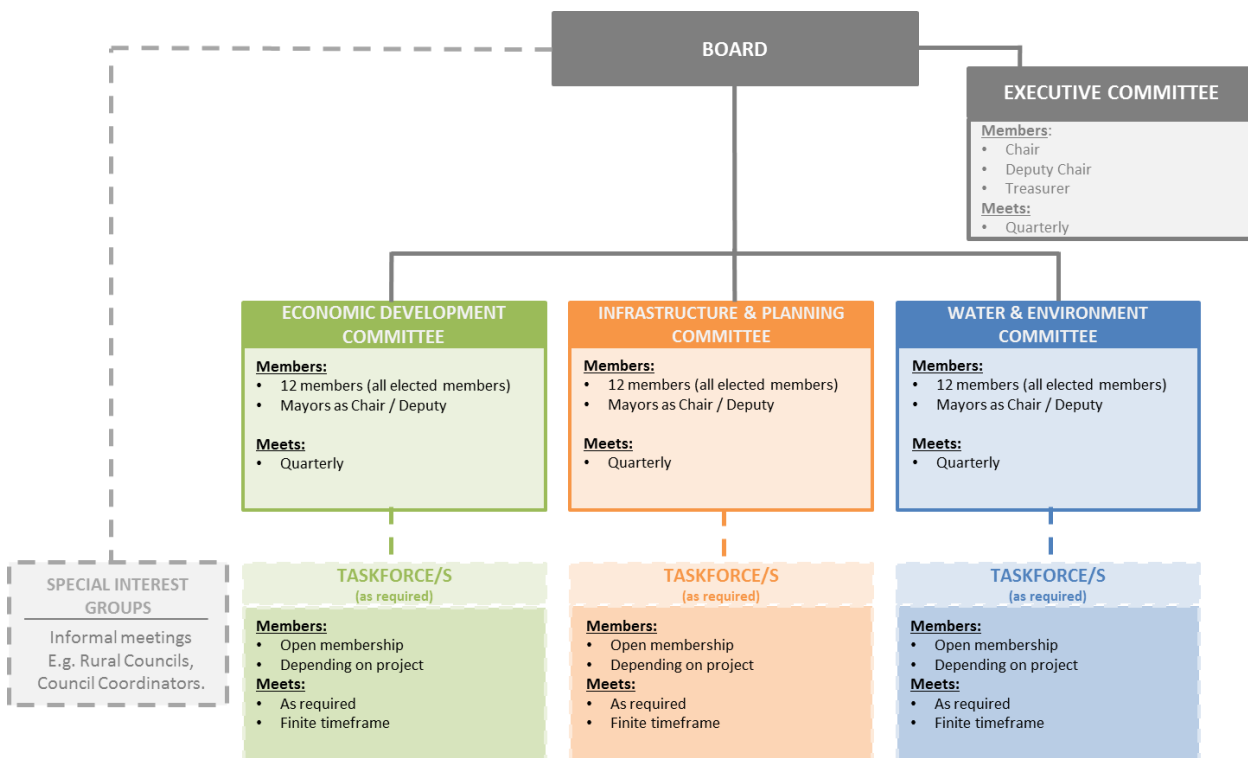 BOARD
EXECUTIVE COMMITTEE
Members:
• Chair
• Deputy Chair
• Treasurer
Meets:
• Quarterly
ECONOMIC DEVELOPMENT
COMMITTEE
Members:
• 12 members (all elected members)
• Mayors as Chair / Deputy
Meets:
• Quarterly
INFRASTRUCTURE & PLANNING
COMMITTEE
Members:
• 12 members (all elected members)
• Mayors as Chair / Deputy
Meets:
• Quarterly
WATER & ENVIRONMENT
COMMITTEE
Members:
• 12 members (all elected members)
• Mayors as Chair / Deputy
Meets:
• Quarterly
SPECIAL INTEREST
GROUPS
Informal meetings
E.g. Rural Councils,
Council Coordinators.
TASKFORCE/S
(as required)
Members:
• Open membership
• Depending on project
Meets:
• As required
• Finite timeframe
TASKFORCE/S
(as required)
Members:
• Open membership
• Depending on project
Meets:
• As required
• Finite timeframe
TASKFORCE/S
(as required)
Members:
• Open membership
• Depending on project
Meets:
• As required
• Finite timeframe